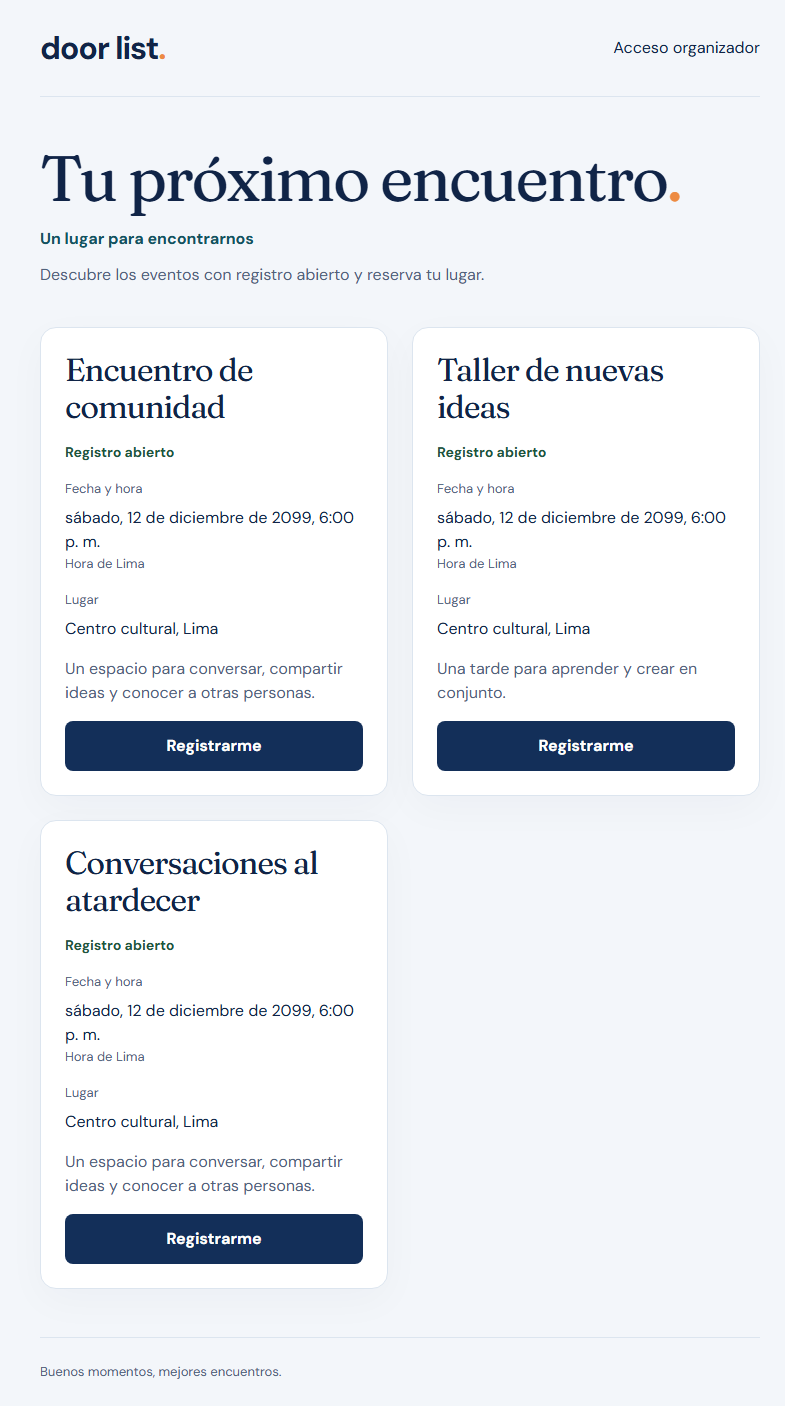 door list.
Acceso organizador
Tu próximo encuentro.
Un lugar para encontrarnos
Descubre los eventos con registro abierto y reserva tu lugar.
Encuentro de
comunidad
Registro abierto
Fecha y hora
sábado, 12 de diciembre de 2099, 6:00
p. m.
Hora de Lima
Lugar
Centro cultural, Lima
Un espacio para conversar, compartir
ideas y conocer a otras personas.
Registrarme
Taller de nuevas
ideas
Registro abierto
Fecha y hora
sábado, 12 de diciembre de 2099, 6:00
p. m.
Hora de Lima
Lugar
Centro cultural, Lima
Una tarde para aprender y crear en
conjunto.
Registrarme
Conversaciones al
atardecer
Registro abierto
Fecha y hora
sábado, 12 de diciembre de 2099, 6:00
p. m.
Hora de Lima
Lugar
Centro cultural, Lima
Un espacio para conversar, compartir
ideas y conocer a otras personas.
Registrarme
Buenos momentos, mejores encuentros.